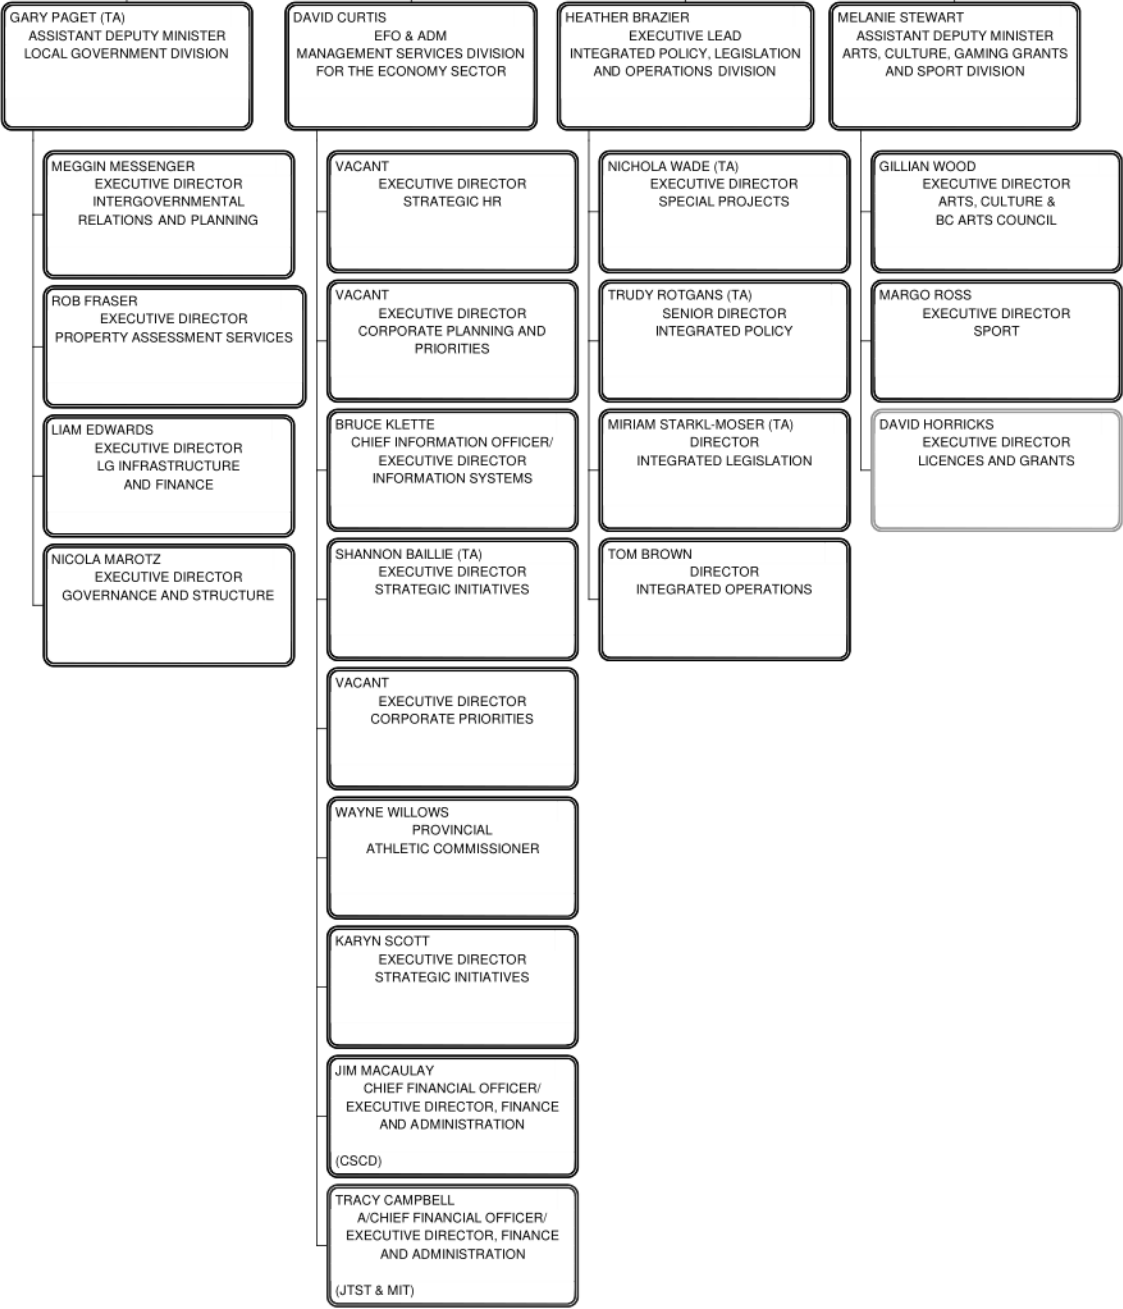 GARY PAGET (TA)
ASSISTANT DEPUTY MINISTER
LOCAL GOVERNMENT DIVISION
MEGGIN MESSENGER
EXECUTIVE DIRECTOR
INTERGOVERNMENTAL
RELATIONS AND PLANNING
ROB FRASER
EXECUTIVE DIRECTOR
PROPERTY ASSESSMENT SERVICES
LIAM EDWARDS
EXECUTIVE DIRECTOR
LG INFRASTRUCTURE
AND FINANCE
NICOLA MAROTZ
EXECUTIVE DIRECTOR
GOVERNANCE AND STRUCTURE
DAVID CURTIS
EFO & ADM
MANAGEMENT SERVICES DIVISION
FOR THE ECONOMY SECTOR
VACANT
EXECUTIVE DIRECTOR
STRATEGIC HR
VACANT
EXECUTIVE DIRECTOR
CORPORATE PLANNING AND
PRIORITIES
BRUCE KLETTE
CHIEF INFORMATION OFFICER/
EXECUTIVE DIRECTOR
INFORMATION SYSTEMS
SHANNON BAILLIE (TA)
EXECUTIVE DIRECTOR
STRATEGIC INITIATIVES
VACANT
EXECUTIVE DIRECTOR
CORPORATE PRIORITIES
WAYNE WILLOWS
PROVINCIAL
ATHLETIC COMMISSIONER
KARYN SCOTT
EXECUTIVE DIRECTOR
STRATEGIC INITIATIVES
JIM MACAULAY
CHIEF FINANCIAL OFFICER/
EXECUTIVE DIRECTOR, FINANCE
AND ADMINISTRATION
(CSCD)
TRACY CAMPBELL
A/CHIEF FINANCIAL OFFICER/
EXECUTIVE DIRECTOR, FINANCE
AND ADMINISTRATION
(JTST & MIT)
HEATHER BRAZIER
EXECUTIVE LEAD
INTEGRATED POLICY, LEGISLATION
AND OPERATIONS DIVISION
NICHOLA WADE (TA)
EXECUTIVE DIRECTOR
SPECIAL PROJECTS
TRUDY ROTGANS (TA)
SENIOR DIRECTOR
INTEGRATED POLICY
MIRIAM STARKL-MOSER (TA)
DIRECTOR
INTEGRATED LEGISLATION
TOM BROWN
DIRECTOR
INTEGRATED OPERATIONS
MELANIE STEWART
ASSISTANT DEPUTY MINISTER
ARTS, CULTURE, GAMING GRANTS
AND SPORT DIVISION
GILLIAN WOOD
EXECUTIVE DIRECTOR
ARTS, CULTURE &
BC ARTS COUNCIL
MARGO ROSS
EXECUTIVE DIRECTOR
SPORT
DAVID HORRICKS
EXECUTIVE DIRECTOR
LICENCES AND GRANTS